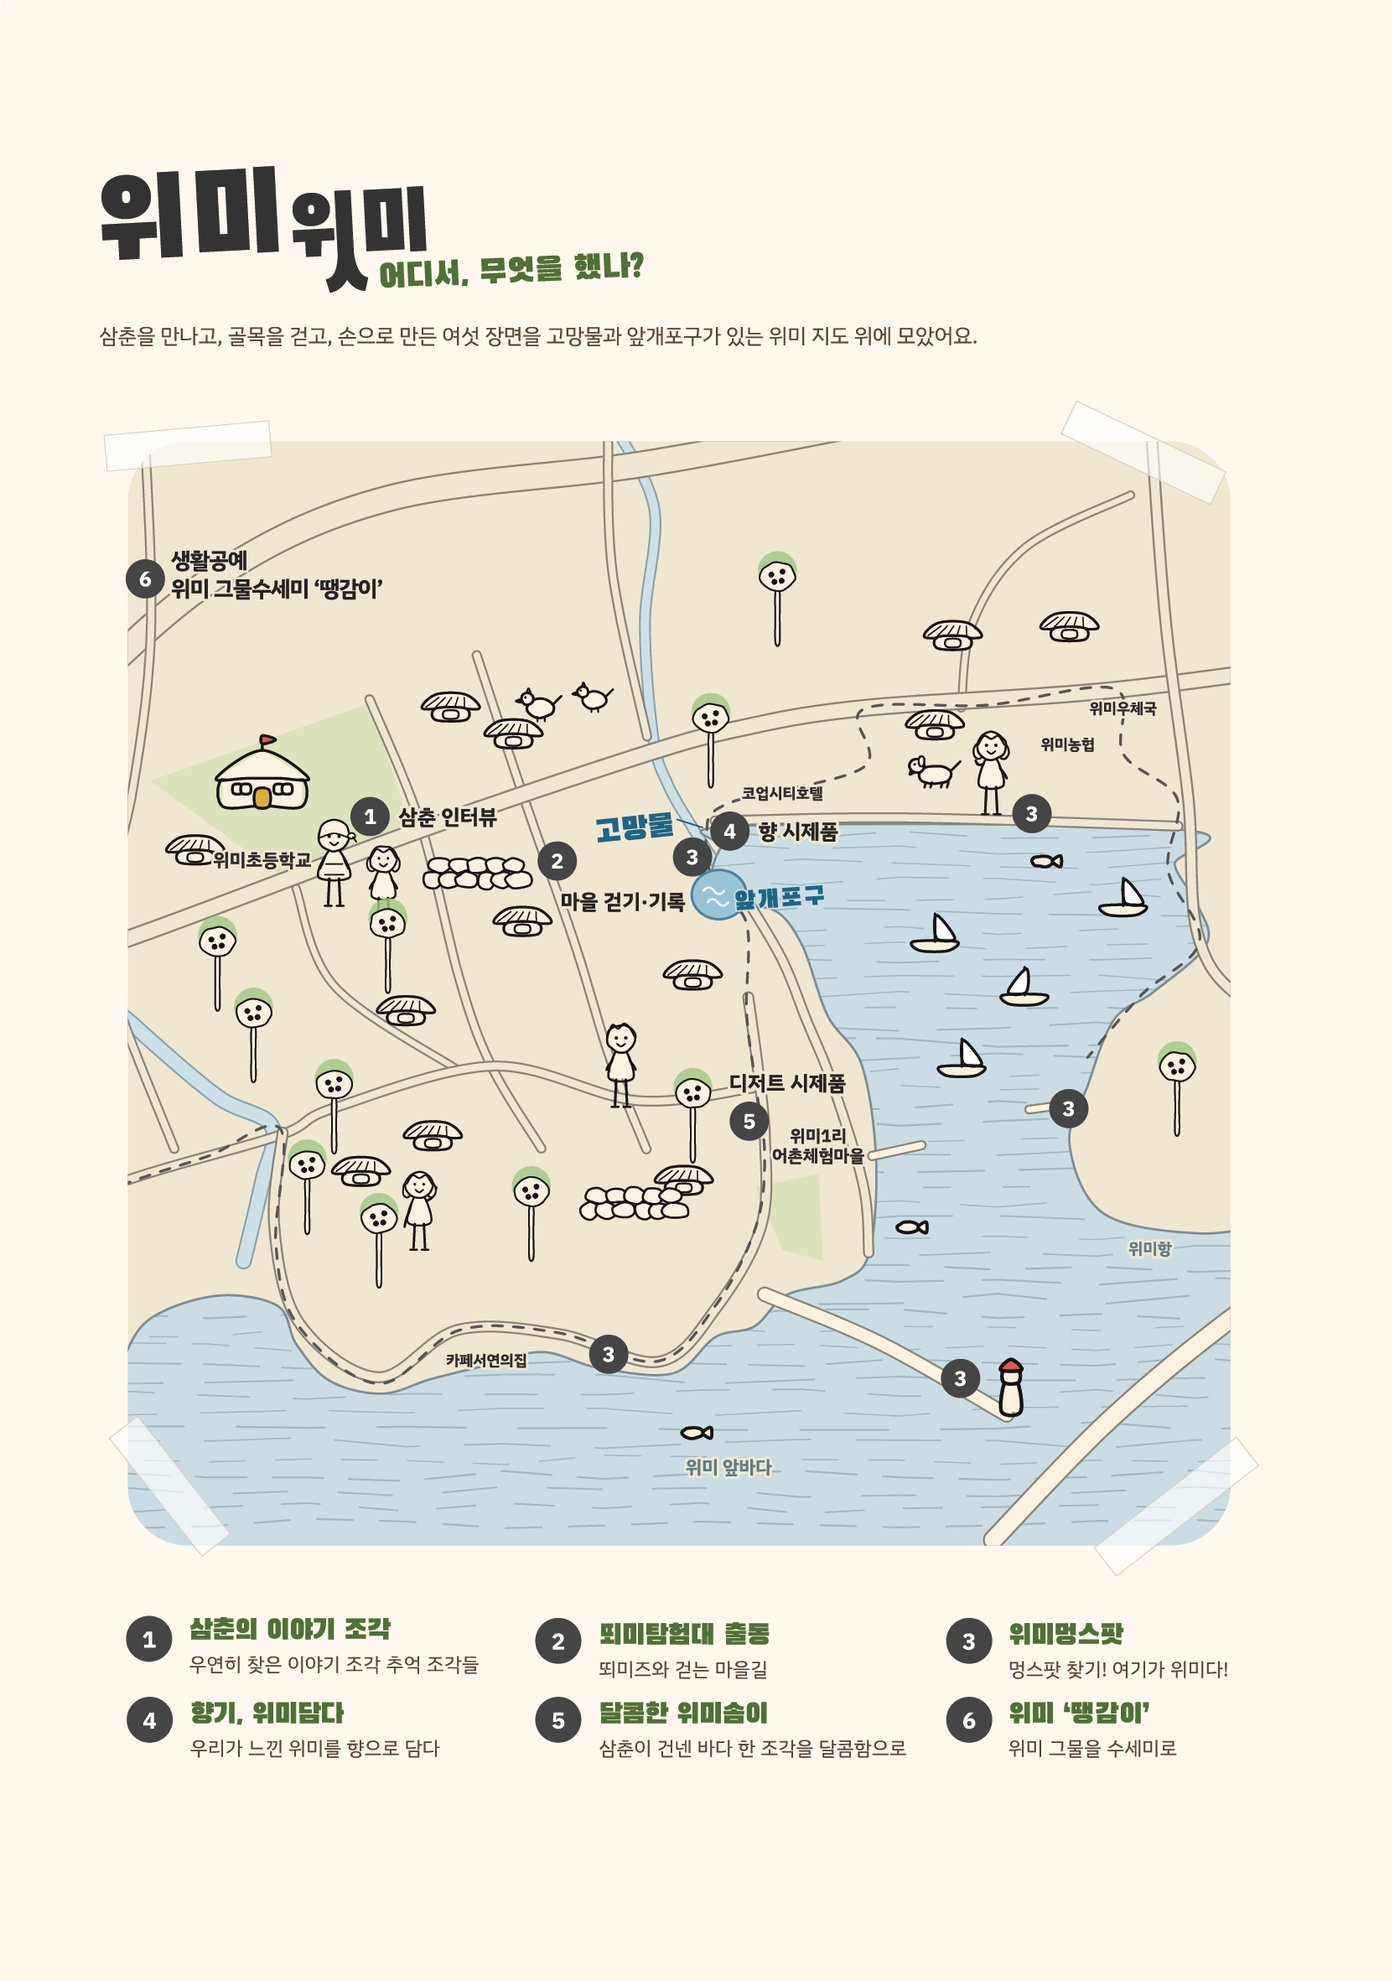 위미 윗미
어디서, 무엇을 했나?
삼춘을 만나고, 골목을 걷고, 손으로 만든 여섯 장면을 고망물과 앞개포구가 있는 위미 지도 위에 모았어요.
6 생활공예
위미 그물수세미 ‘땡감이’
위미우체국
위미농협
코업시티호텔
1 삼춘 인터뷰
고망물
4 향 시제품
3
위미초등학교
2
3
마을 걷기·기록
앞개포구
디저트 시제품
5
3
위미1리
어촌체험마을
위미항
카페서연의집
3
3
위미 앞바다
1 삼춘의 이야기 조각
우연히 찾은 이야기 조각 추억 조각들
2 뙤미탐험대 출동
뙤미즈와 걷는 마을길
3 위미멍스팟
멍스팟 찾기! 여기가 위미다!
4 향기, 위미담다
우리가 느낀 위미를 향으로 담다
5 달콤한 위미솜이
삼춘이 건넨 바다 한 조각을 달콤함으로
6 위미 ‘땡감이’
위미 그물을 수세미로